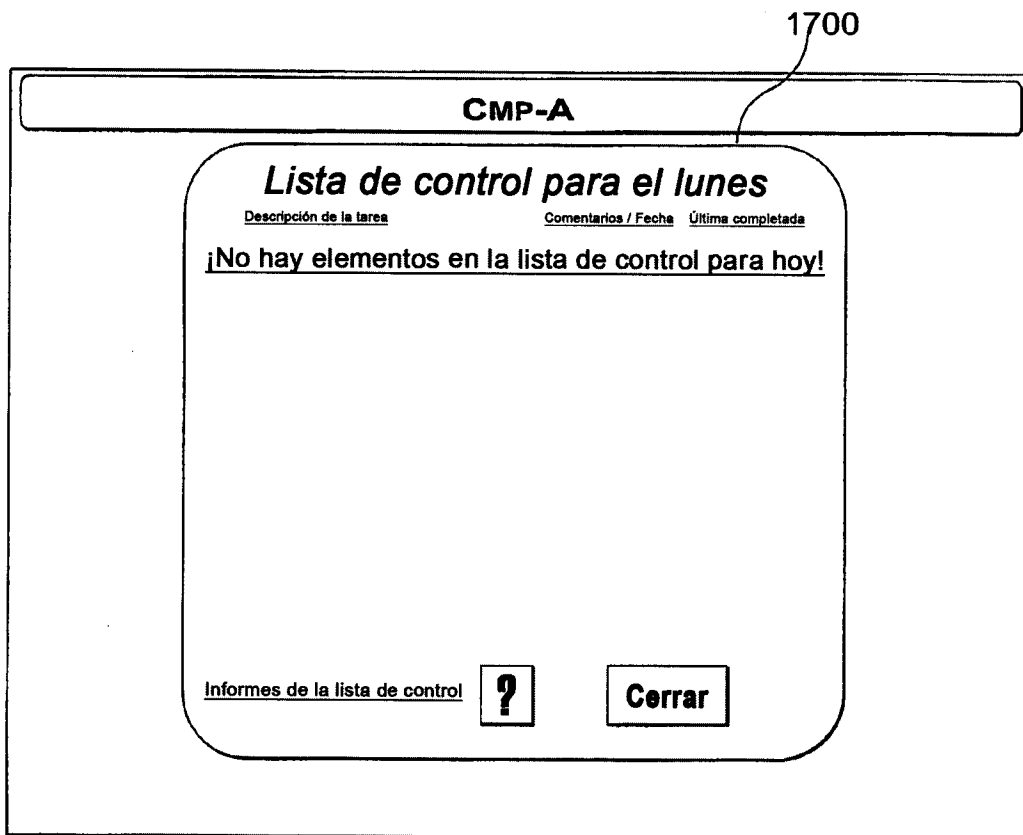 1700
CMP-A
Lista de control para el lunes
Descripción de la tarea Comentarios / Fecha Última completada
¡No hay elementos en la lista de control para hoy!
Informes de la lista de control ? Cerrar